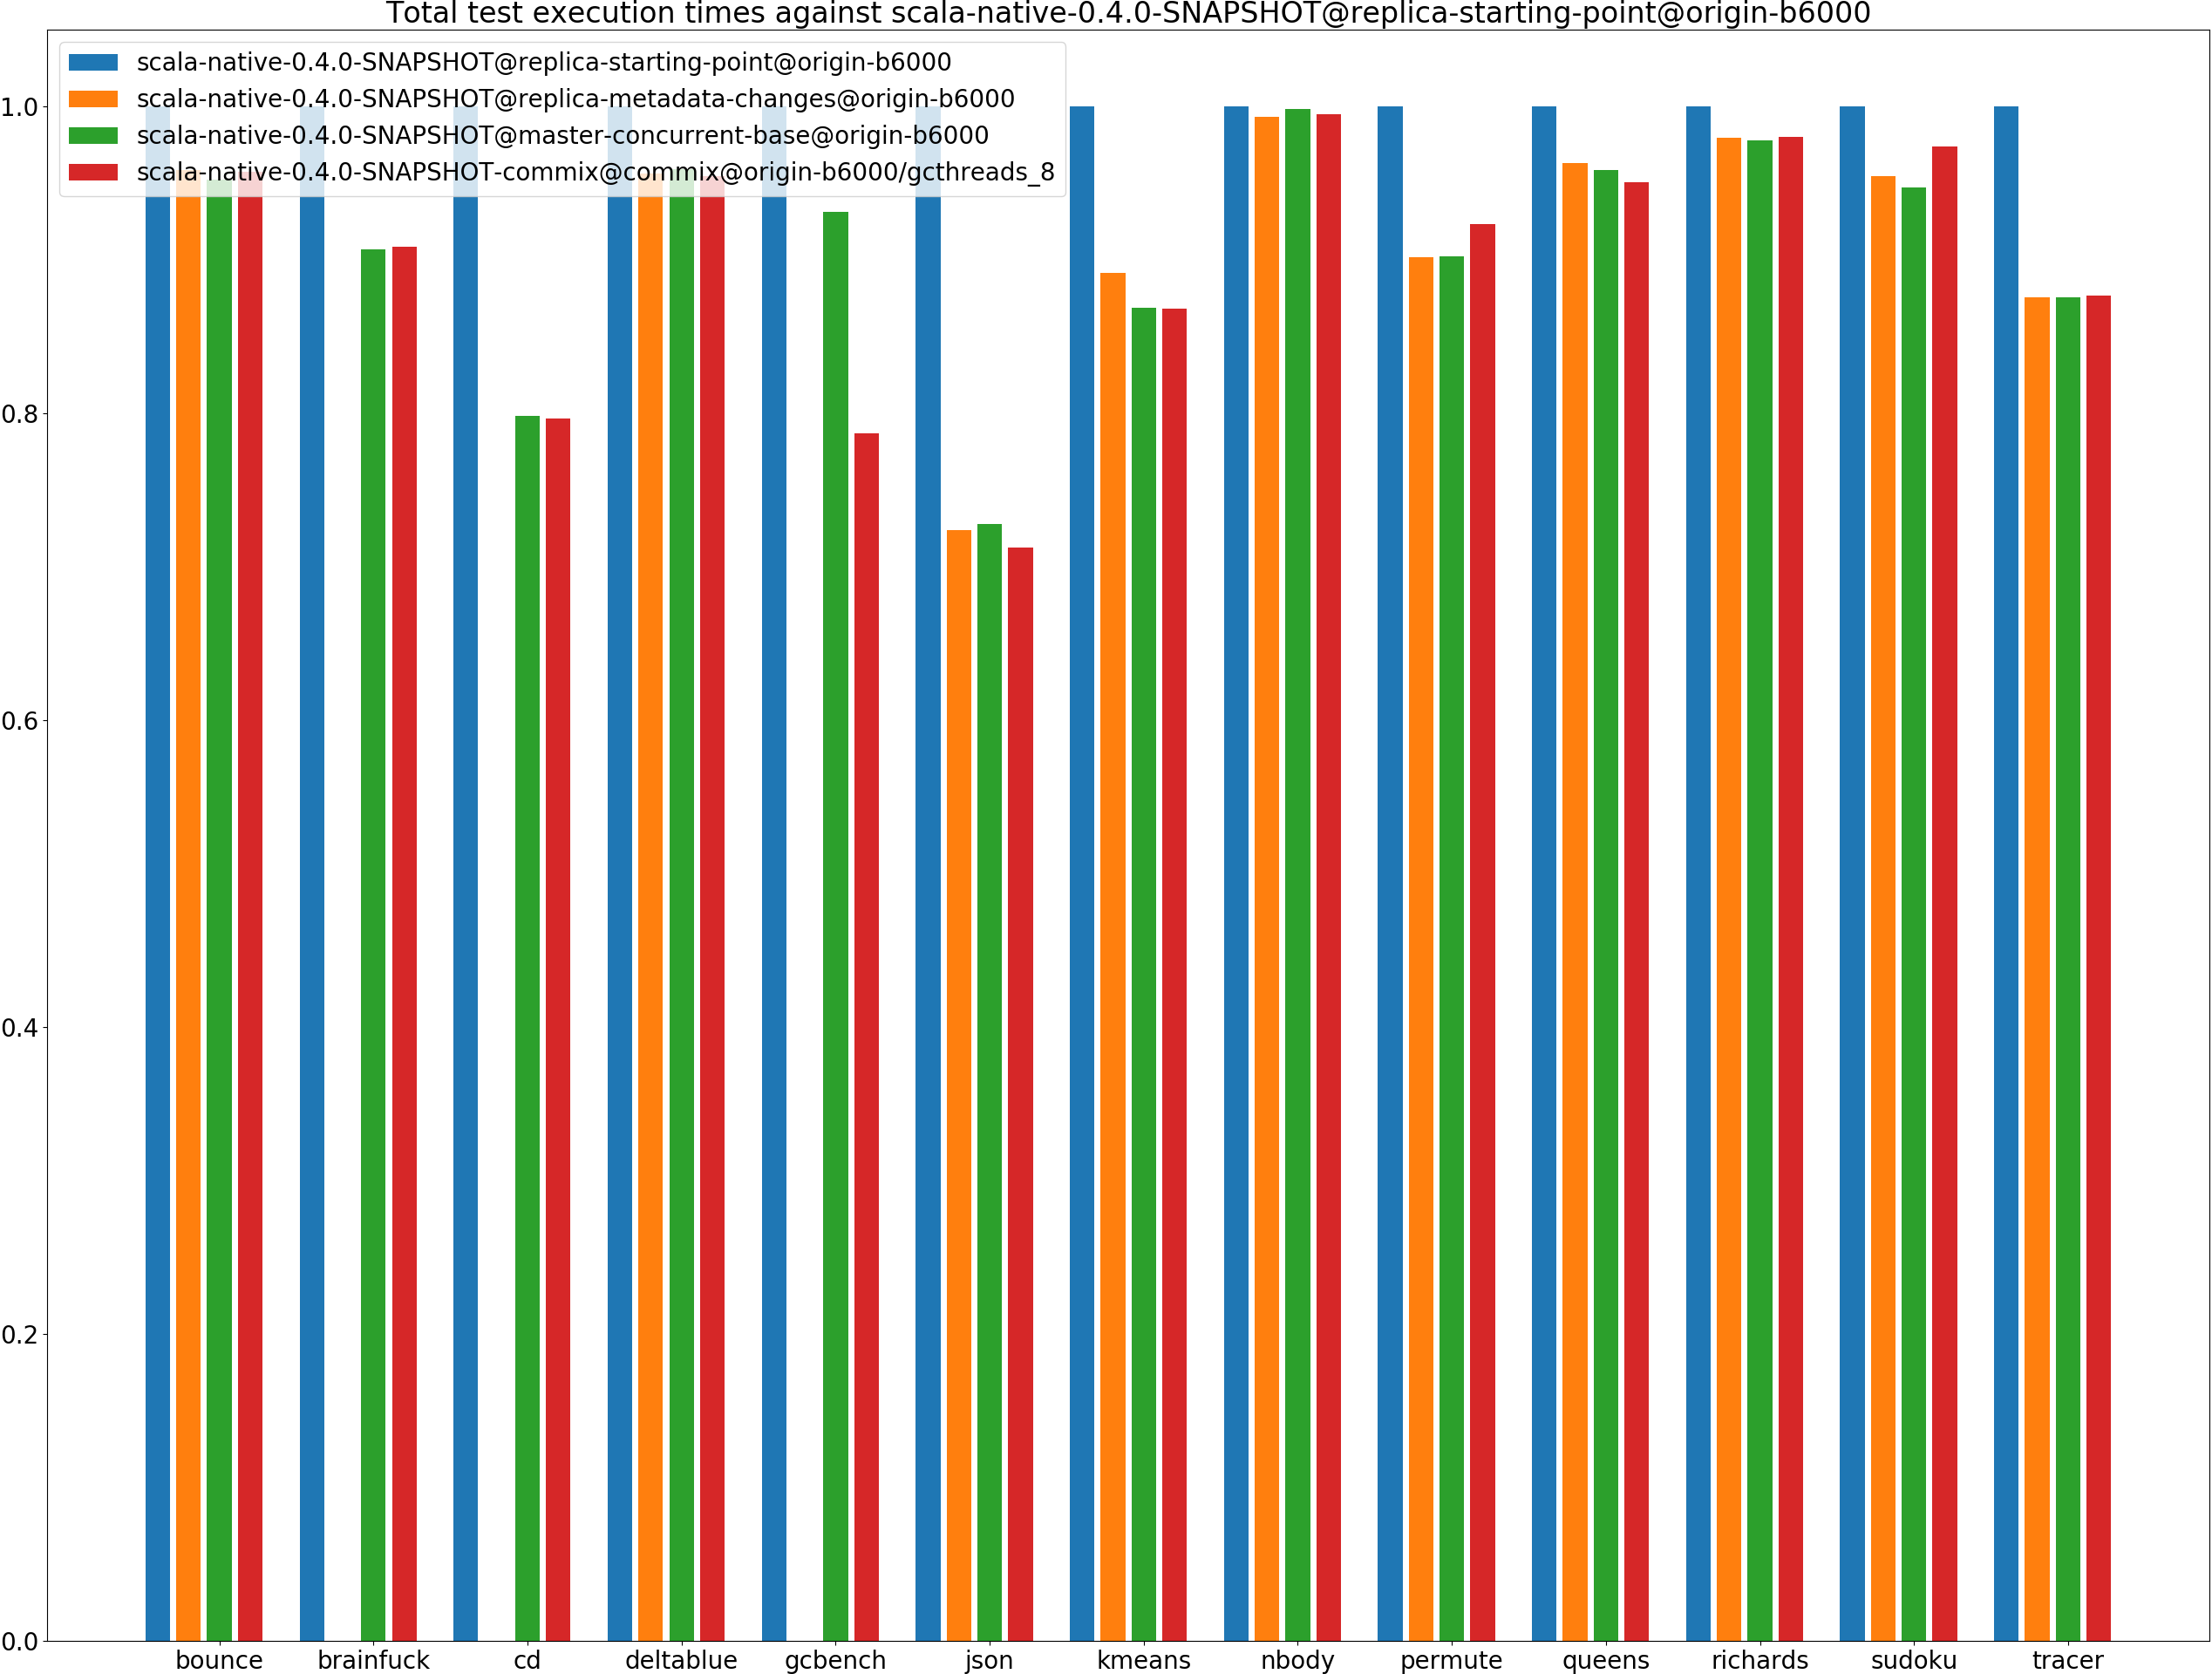 Total test execution times against scala-native-0.4.0-SNAPSHOT@replica-starting-point@origin-b6000
scala-native-0.4.0-SNAPSHOT@replica-starting-point@origin-b6000
scala-native-0.4.0-SNAPSHOT@replica-metadata-changes@origin-b6000
scala-native-0.4.0-SNAPSHOT@master-concurrent-base@origin-b6000
scala-native-0.4.0-SNAPSHOT-commix@commix@origin-b6000/gcthreads_8
1.0
0.8
0.6
0.4
0.2
0.0
bounce brainfuck cd deltablue gcbench json kmeans nbody permute queens richards sudoku tracer